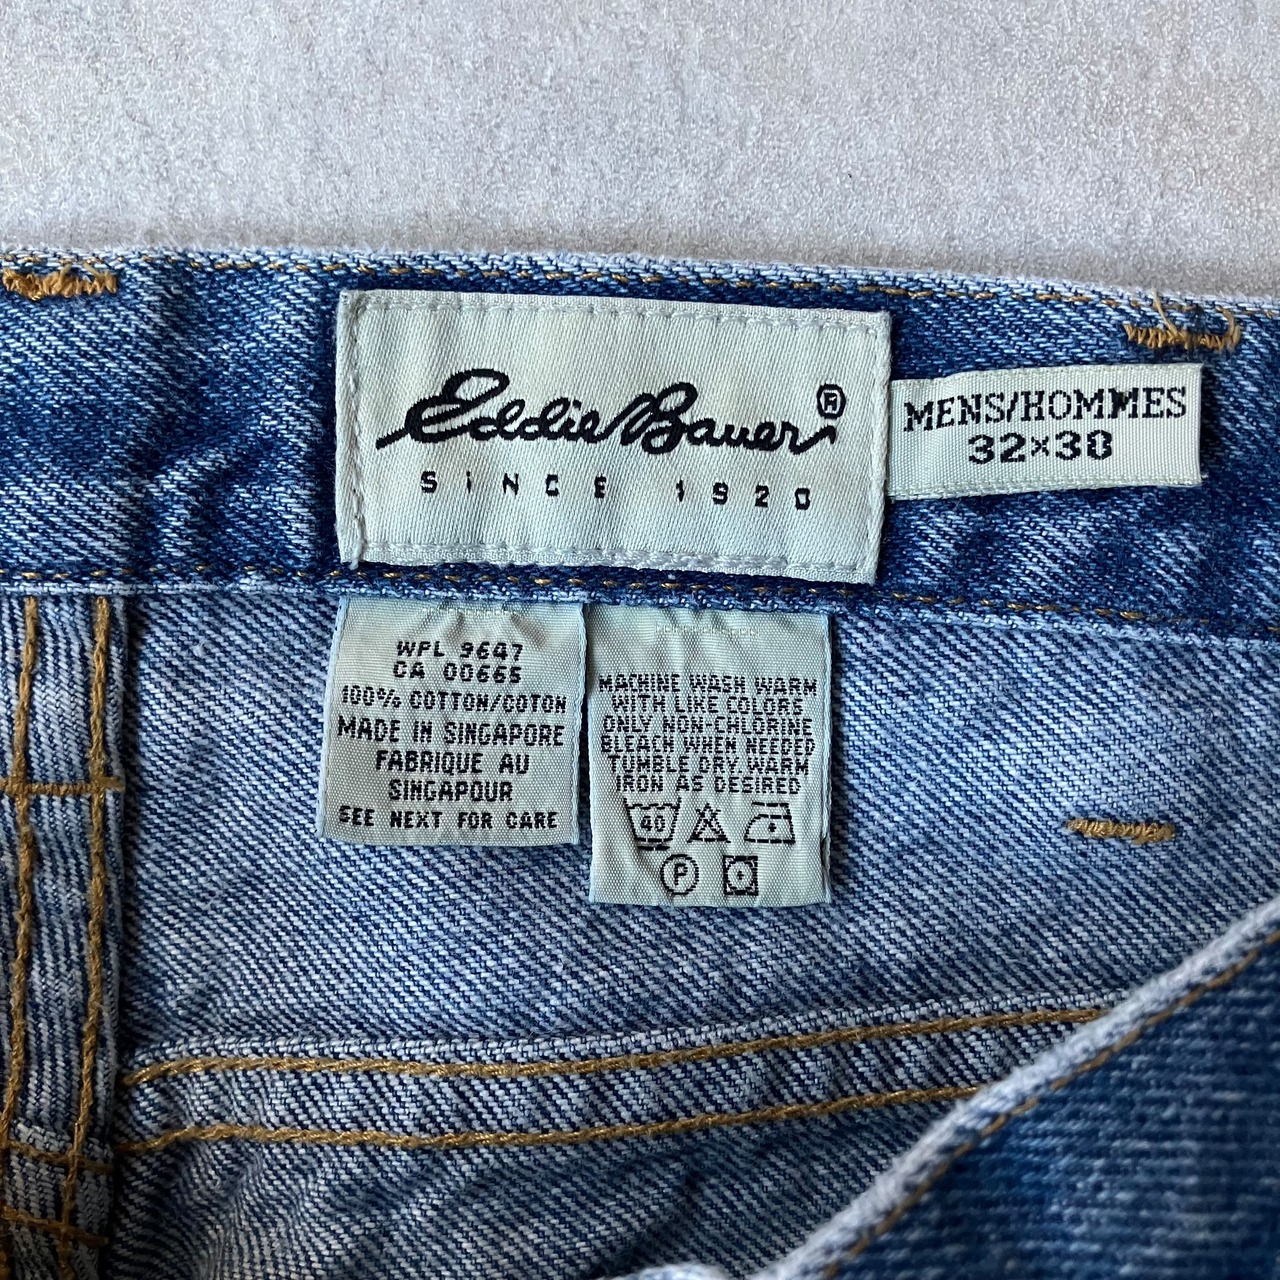 Eddie Bauer ®
SINCE 1920
MENS/HOMMES
32×30
WPL 9647
CA 00665
100% COTTON/COTON
MADE IN SINGAPORE
FABRIQUE AU
SINGAPOUR
SEE NEXT FOR CARE
MACHINE WASH WARM
WITH LIKE COLORS
ONLY NON-CHLORINE
BLEACH WHEN NEEDED
TUMBLE DRY WARM
IRON AS DESIRED
40
P